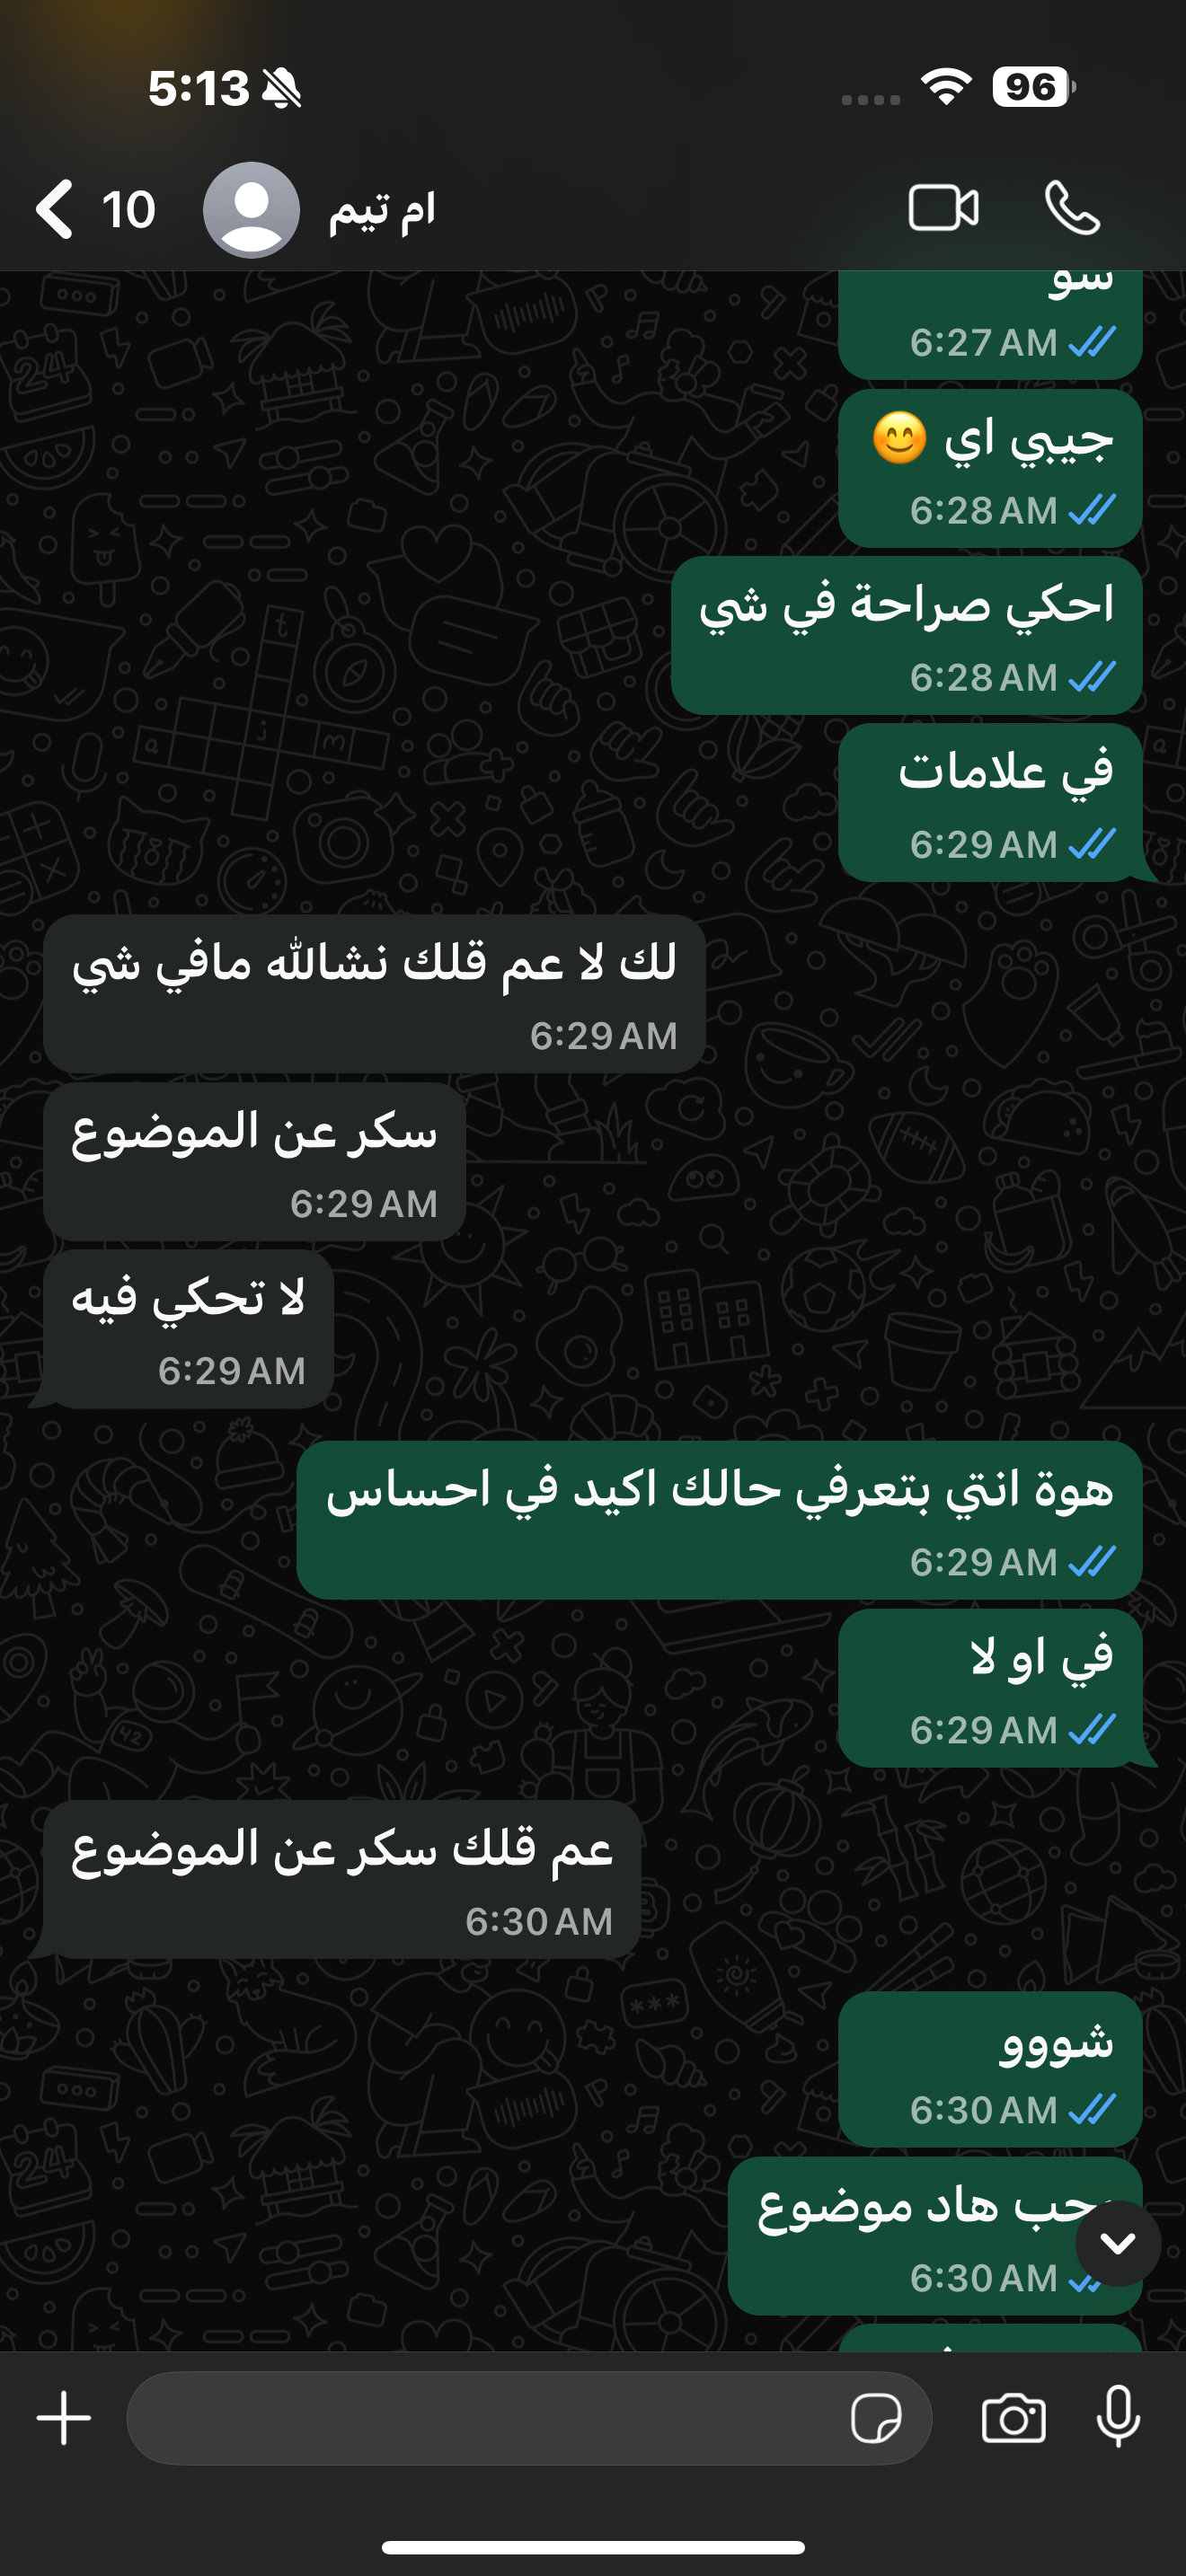 5:13
96
10
ام تيم
شو
6:27 AM
جيبي اي 😊
6:28 AM
احكي صراحة في شي
6:28 AM
في علامات
6:29 AM
لك لا عم قلك نشالله مافي شي
6:29 AM
سكر عن الموضوع
6:29 AM
لا تحكي فيه
6:29 AM
هوة انتي بتعرفي حالك اكيد في احساس
6:29 AM
في او لا
6:29 AM
عم قلك سكر عن الموضوع
6:30 AM
شووو
6:30 AM
هاد موضوع
6:30 AM